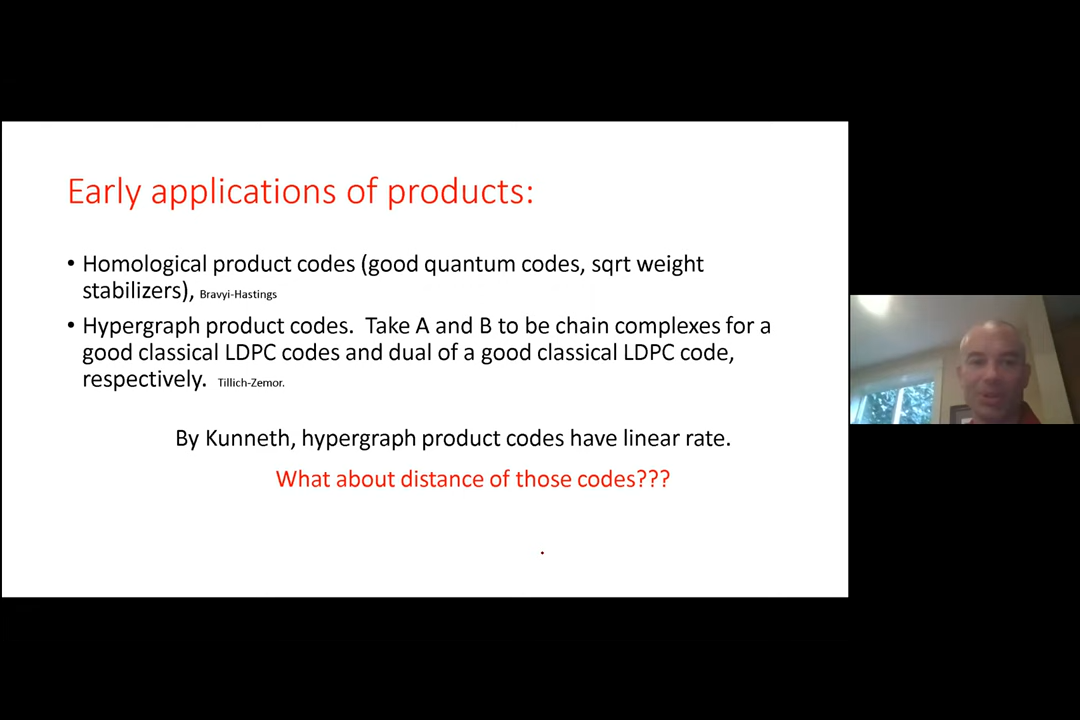 Early applications of products:
• Homological product codes (good quantum codes, sqrt weight
stabilizers), Bravyi-Hastings
• Hypergraph product codes.  Take A and B to be chain complexes for a
good classical LDPC codes and dual of a good classical LDPC code,
respectively.  Tillich-Zemor.
By Kunneth, hypergraph product codes have linear rate.
What about distance of those codes???